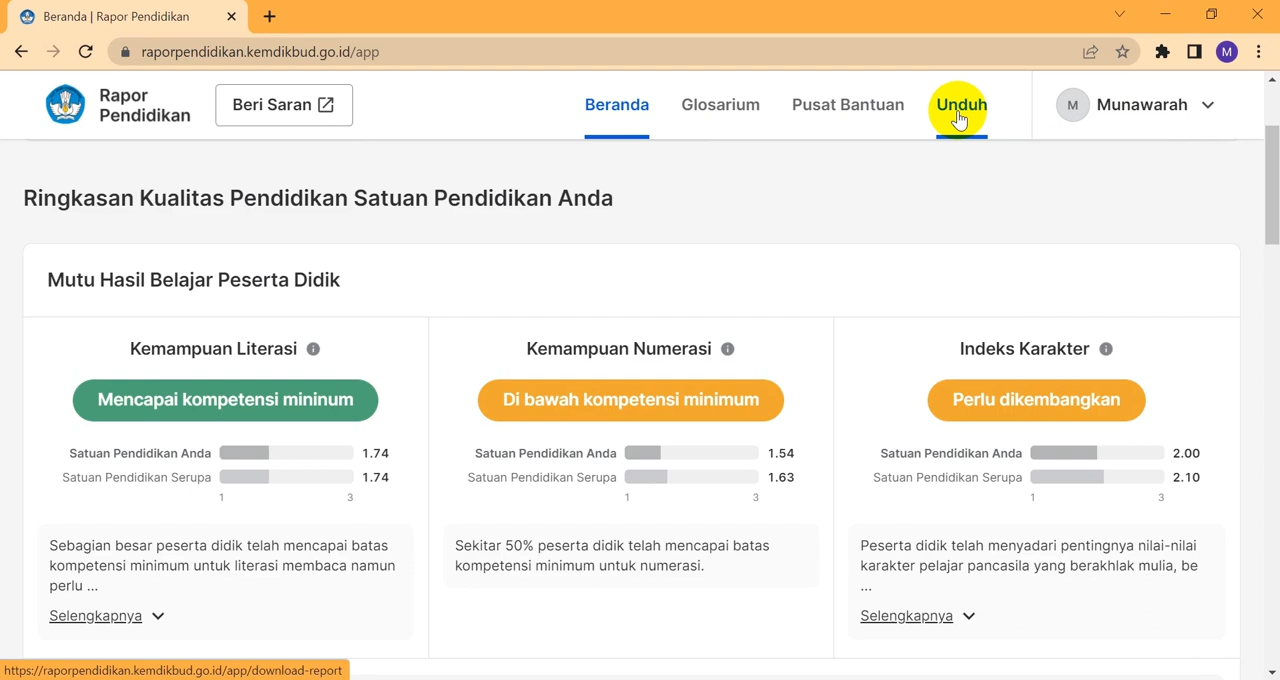 Beranda | Rapor Pendidikan
raporpendidikan.kemdikbud.go.id/app
M
Rapor
Pendidikan
Beri Saran
Beranda
Glosarium
Pusat Bantuan
Unduh
M
Munawarah
Ringkasan Kualitas Pendidikan Satuan Pendidikan Anda
Mutu Hasil Belajar Peserta Didik
Kemampuan Literasi
Mencapai kompetensi mininum
Satuan Pendidikan Anda 1.74
Satuan Pendidikan Serupa 1.74
1 3
Sebagian besar peserta didik telah mencapai batas
kompetensi minimum untuk literasi membaca namun
perlu ...
Selengkapnya
Kemampuan Numerasi
Di bawah kompetensi minimum
Satuan Pendidikan Anda 1.54
Satuan Pendidikan Serupa 1.63
1 3
Sekitar 50% peserta didik telah mencapai batas
kompetensi minimum untuk numerasi.
Indeks Karakter
Perlu dikembangkan
Satuan Pendidikan Anda 2.00
Satuan Pendidikan Serupa 2.10
1 3
Peserta didik telah menyadari pentingnya nilai-nilai
karakter pelajar pancasila yang berakhlak mulia, be
...
Selengkapnya
https://raporpendidikan.kemdikbud.go.id/app/download-report